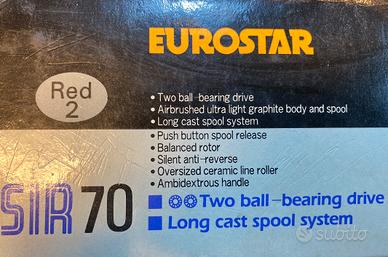 EUROSTAR
Red
2
• Two ball-bearing drive
• Airbrushed ultra light graphite body and spool
• Long cast spool system
• Push button spool release
• Balanced rotor
• Silent anti-reverse
• Oversized ceramic line roller
• Ambidextrous handle
SIR 70
Two ball-bearing drive
Long cast spool system
subito